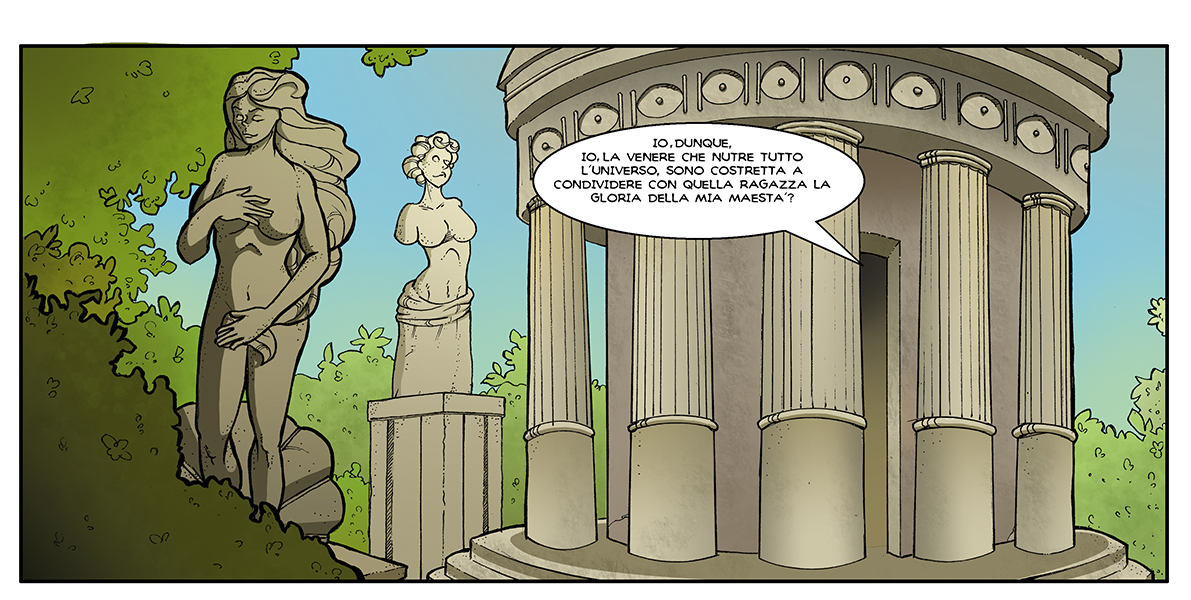 IO, DUNQUE,
IO, LA VENERE CHE NUTRE TUTTO
L'UNIVERSO, SONO COSTRETTA A
CONDIVIDERE CON QUELLA RAGAZZA LA
GLORIA DELLA MIA MAESTA'?